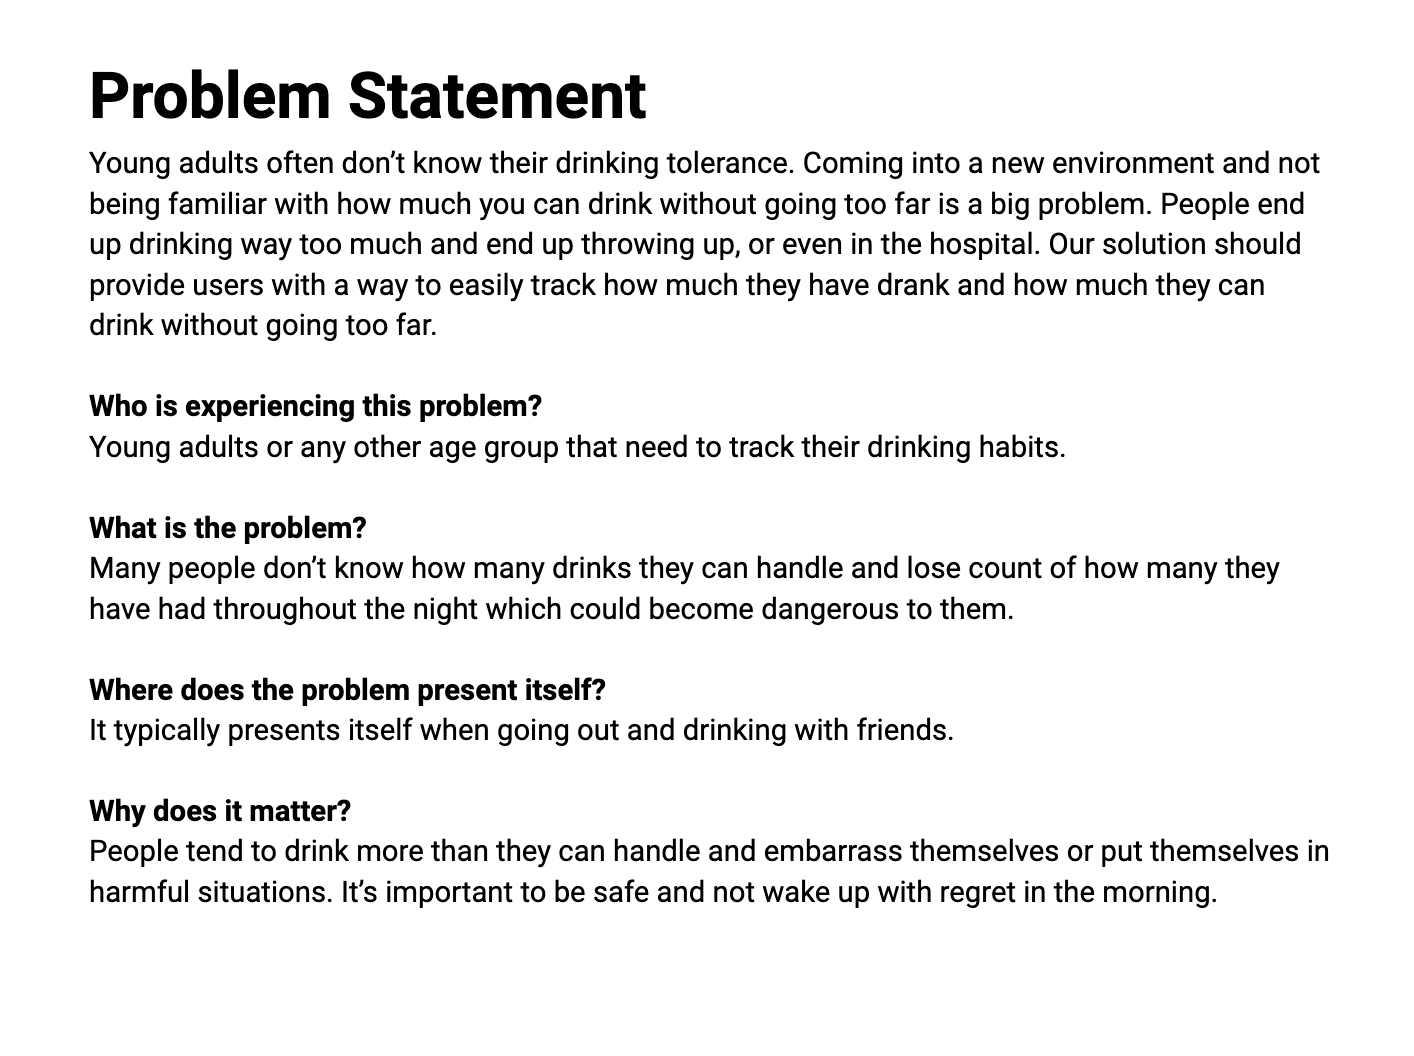 Problem Statement
Young adults often don’t know their drinking tolerance. Coming into a new environment and not
being familiar with how much you can drink without going too far is a big problem. People end
up drinking way too much and end up throwing up, or even in the hospital. Our solution should
provide users with a way to easily track how much they have drank and how much they can
drink without going too far.
Who is experiencing this problem?
Young adults or any other age group that need to track their drinking habits.
What is the problem?
Many people don’t know how many drinks they can handle and lose count of how many they
have had throughout the night which could become dangerous to them.
Where does the problem present itself?
It typically presents itself when going out and drinking with friends.
Why does it matter?
People tend to drink more than they can handle and embarrass themselves or put themselves in
harmful situations. It’s important to be safe and not wake up with regret in the morning.